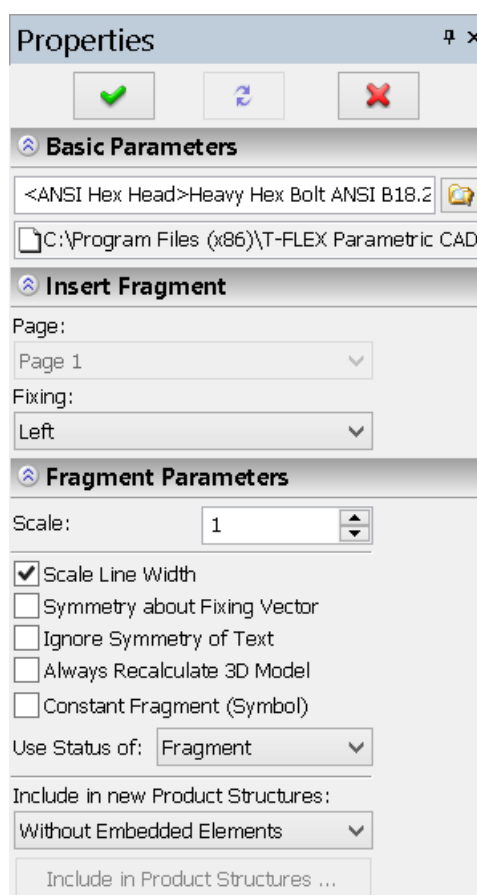 Properties
Basic Parameters
<ANSI Hex Head>Heavy Hex Bolt ANSI B18.2
C:\Program Files (x86)\T-FLEX Parametric CAD
Insert Fragment
Page:
Page 1
Fixing:
Left
Fragment Parameters
Scale: 1
Scale Line Width
Symmetry about Fixing Vector
Ignore Symmetry of Text
Always Recalculate 3D Model
Constant Fragment (Symbol)
Use Status of: Fragment
Include in new Product Structures:
Without Embedded Elements
Include in Product Structures ...